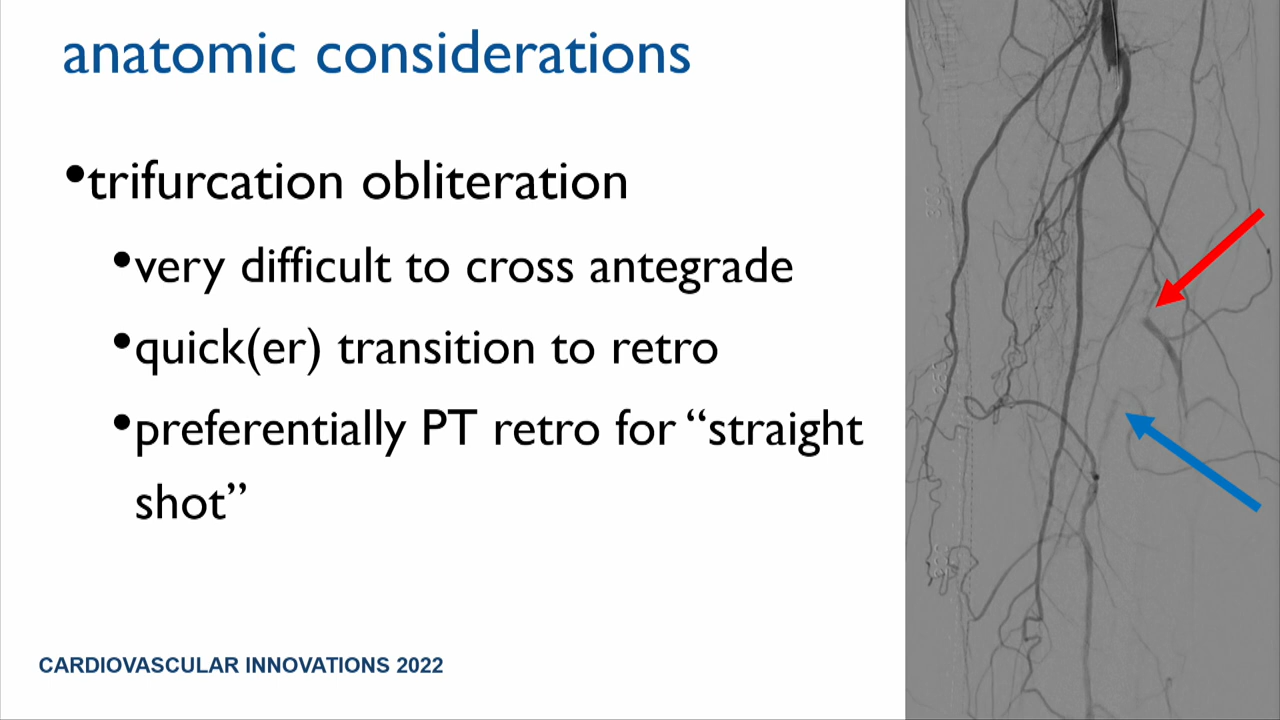 anatomic considerations
•trifurcation obliteration
•very difficult to cross antegrade
•quick(er) transition to retro
•preferentially PT retro for “straight
shot”
CARDIOVASCULAR INNOVATIONS 2022